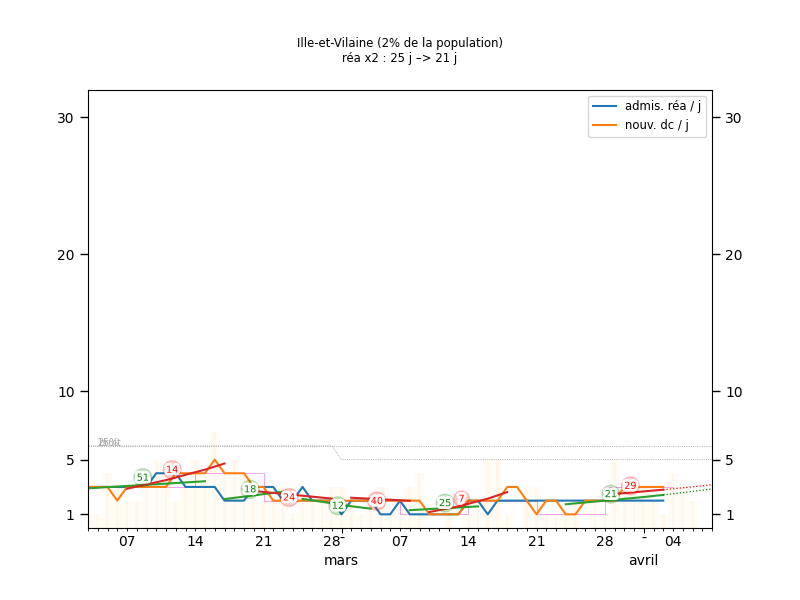 Ille-et-Vilaine (2% de la population)
réa x2 : 25 j –> 21 j
admis. réa / j
nouv. dc / j
30 30
20 20
10 10
5 5
1 1
51 14 18 24 12 40 25 7 21 29
07 14 21 28 - 07 14 21 28 - 04
mars avril